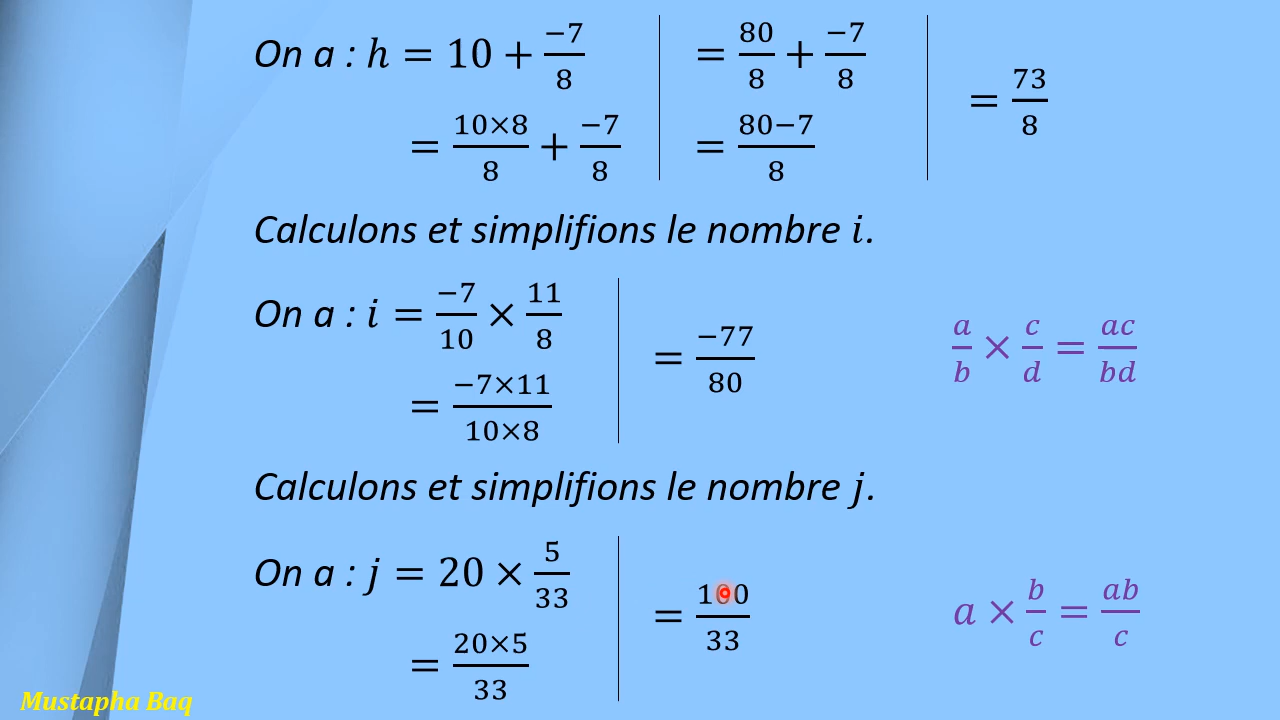 On a : h = 10 + −7/8 | = 80/8 + −7/8 | = 73/8
= 10×8/8 + −7/8 | = 80−7/8
Calculons et simplifions le nombre i.
On a : i = −7/10 × 11/8 | = −77/80
a/b × c/d = ac/bd
= −7×11/10×8
Calculons et simplifions le nombre j.
On a : j = 20 × 5/33 | = 100/33
a × b/c = ab/c
= 20×5/33
Mustapha Baq